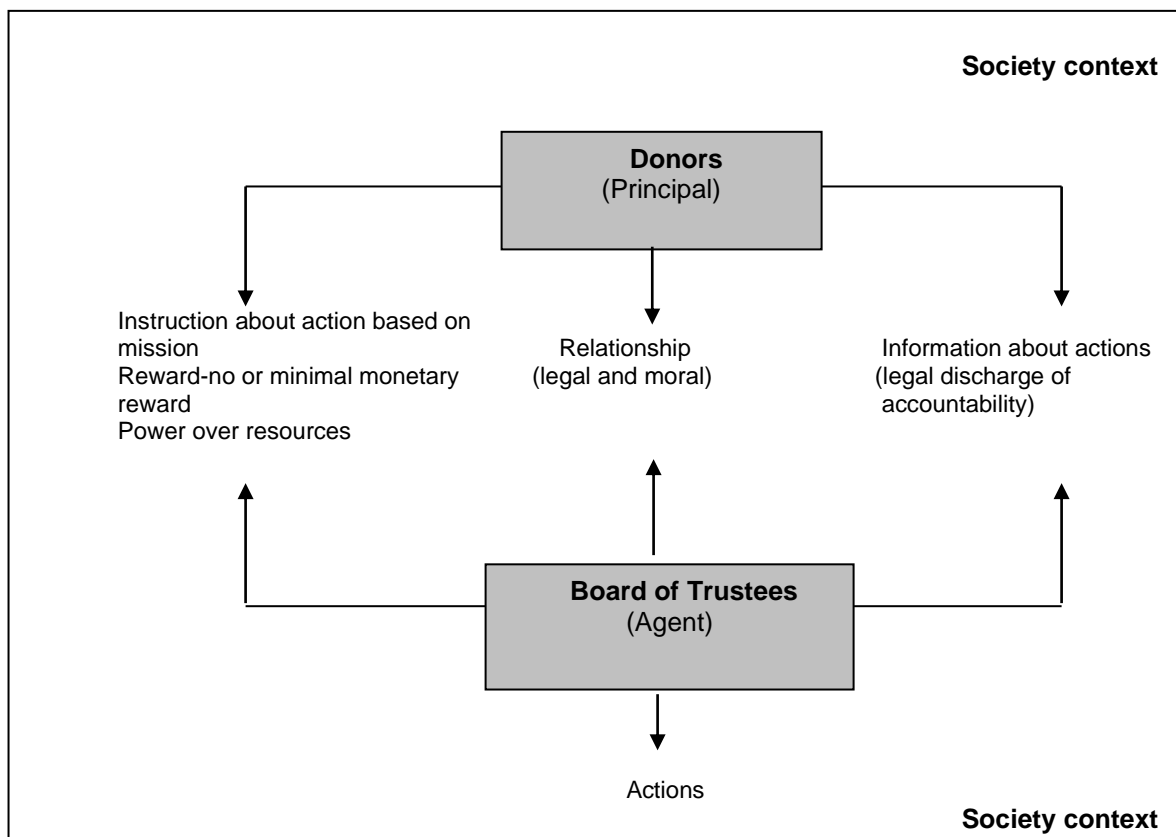 Society context
Donors
(Principal)
Instruction about action based on
mission
Reward-no or minimal monetary
reward
Power over resources
Relationship
(legal and moral)
Information about actions
(legal discharge of
accountability)
Board of Trustees
(Agent)
Actions
Society context